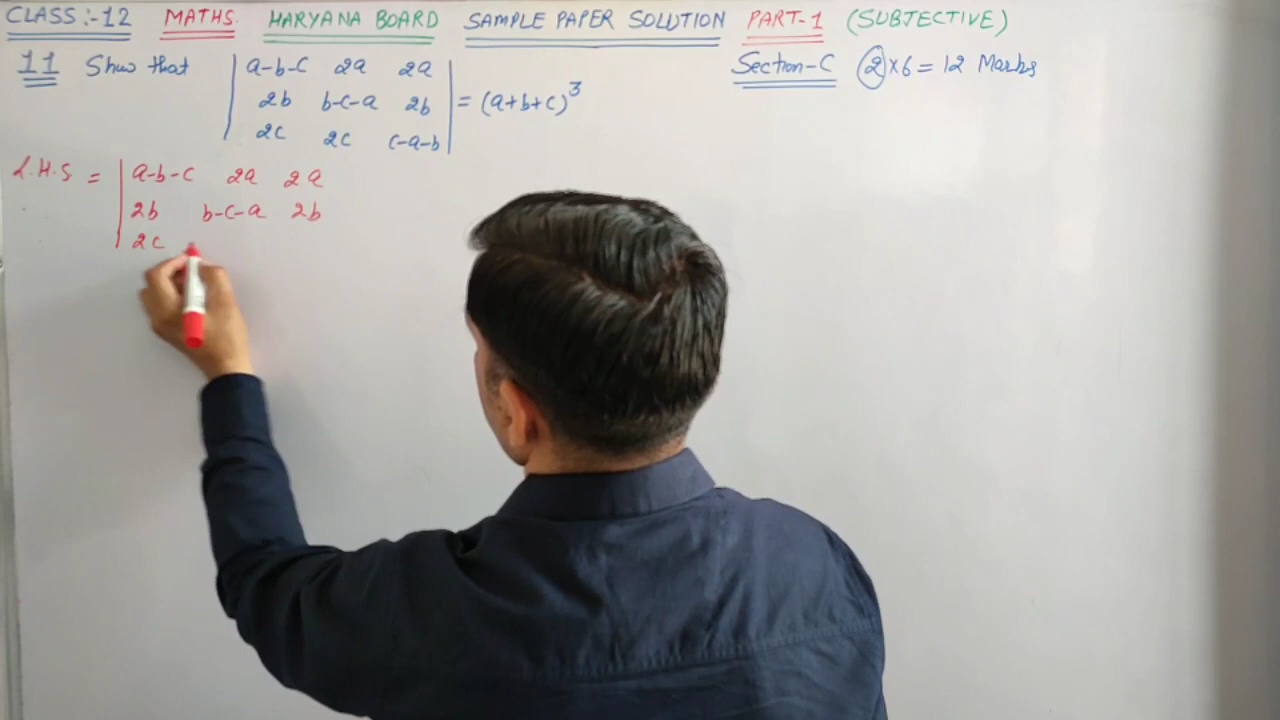 CLASS:-12 MATHS. HARYANA BOARD SAMPLE PAPER SOLUTION PART-1 (SUBJECTIVE)
11 Show that | a-b-c 2a 2a | Section-C (2)×6=12 Marks
| 2b b-c-a 2b | = (a+b+c)³
| 2c 2c c-a-b |
L.H.S = | a-b-c 2a 2a
| 2b b-c-a 2b
| 2c